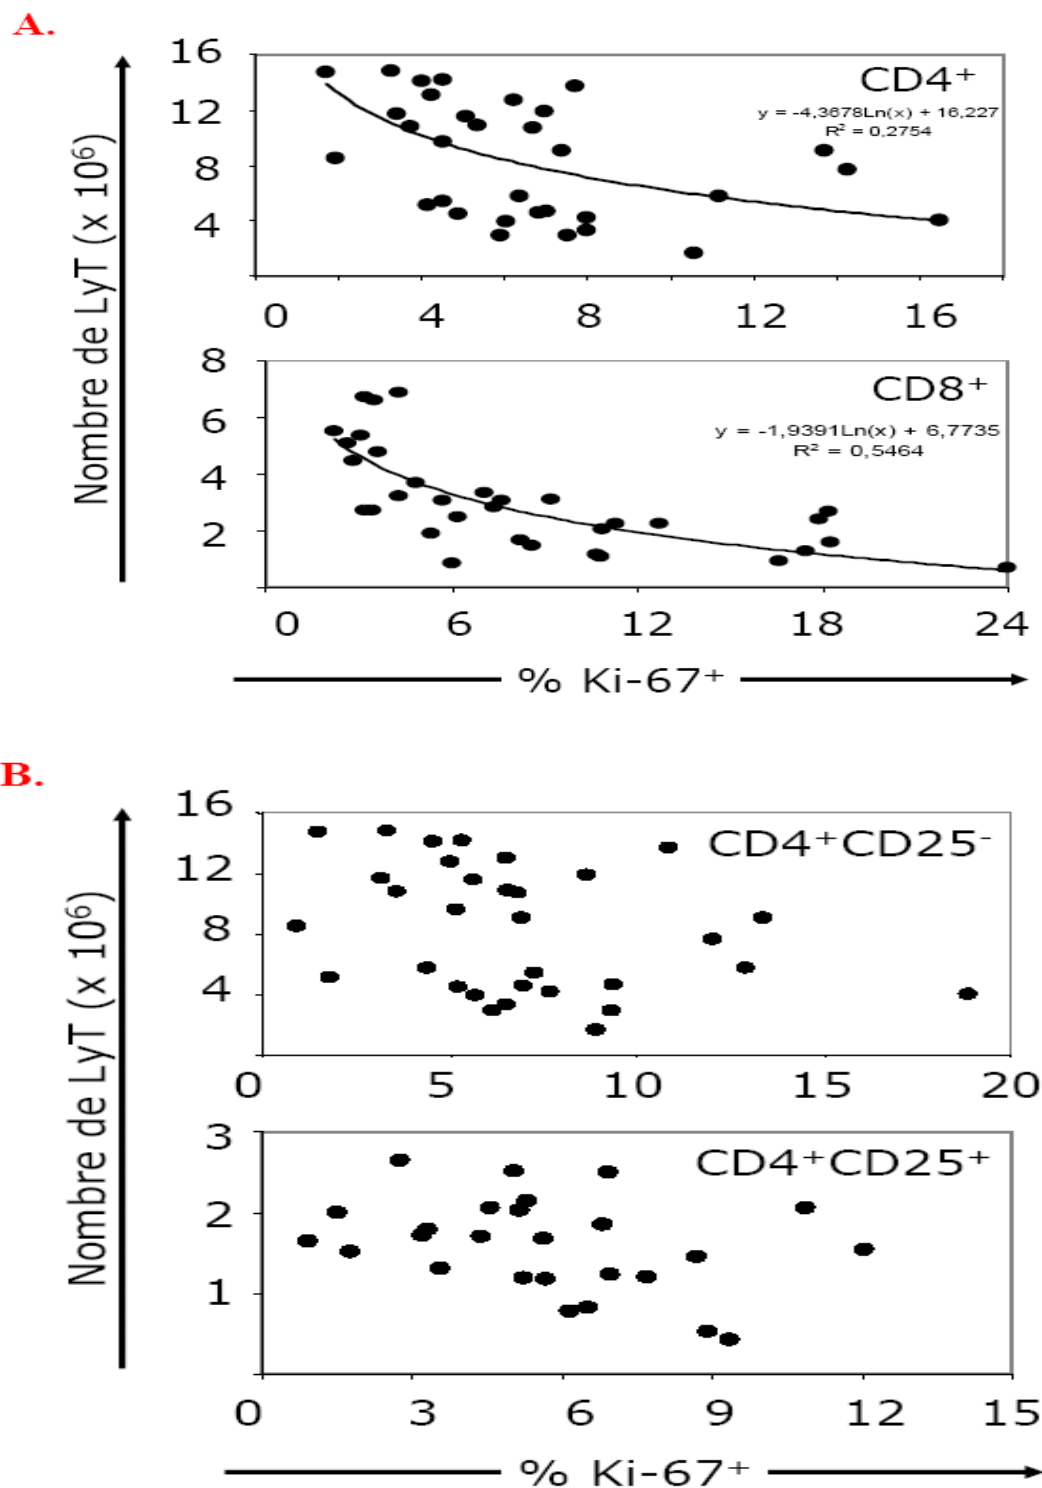 A.
Nombre de LyT (x 10⁶)
16
12
8
4
CD4⁺
y = -4,3678Ln(x) + 16,227
R² = 0,2754
0 4 8 12 16
8
6
4
2
CD8⁺
y = -1,9391Ln(x) + 6,7735
R² = 0,5464
0 6 12 18 24
% Ki-67⁺
B.
Nombre de LyT (x 10⁶)
16
12
8
4
CD4⁺CD25⁻
0 5 10 15 20
3
2
1
CD4⁺CD25⁺
0 3 6 9 12 15
% Ki-67⁺